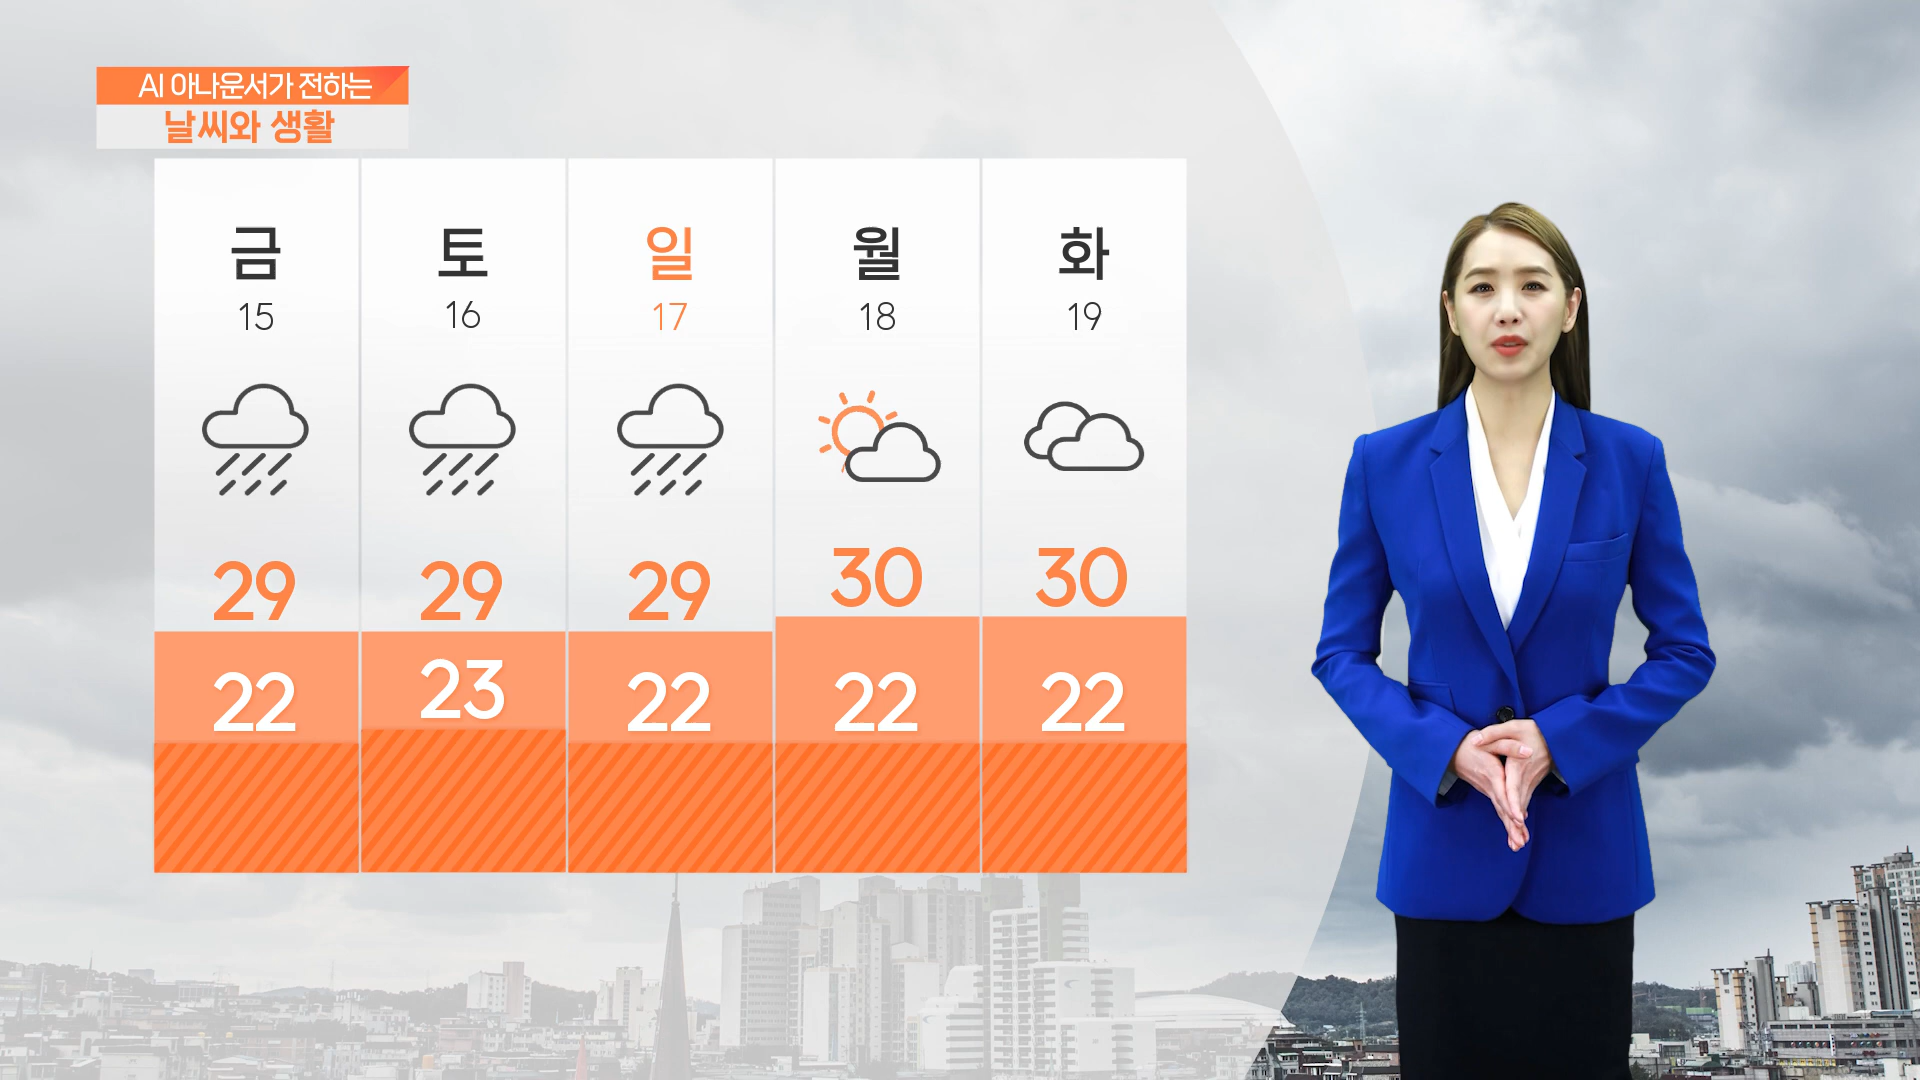 AI 아나운서가 전하는
날씨와 생활
금 토 일 월 화
15 16 17 18 19
29 29 29 30 30
22 23 22 22 22